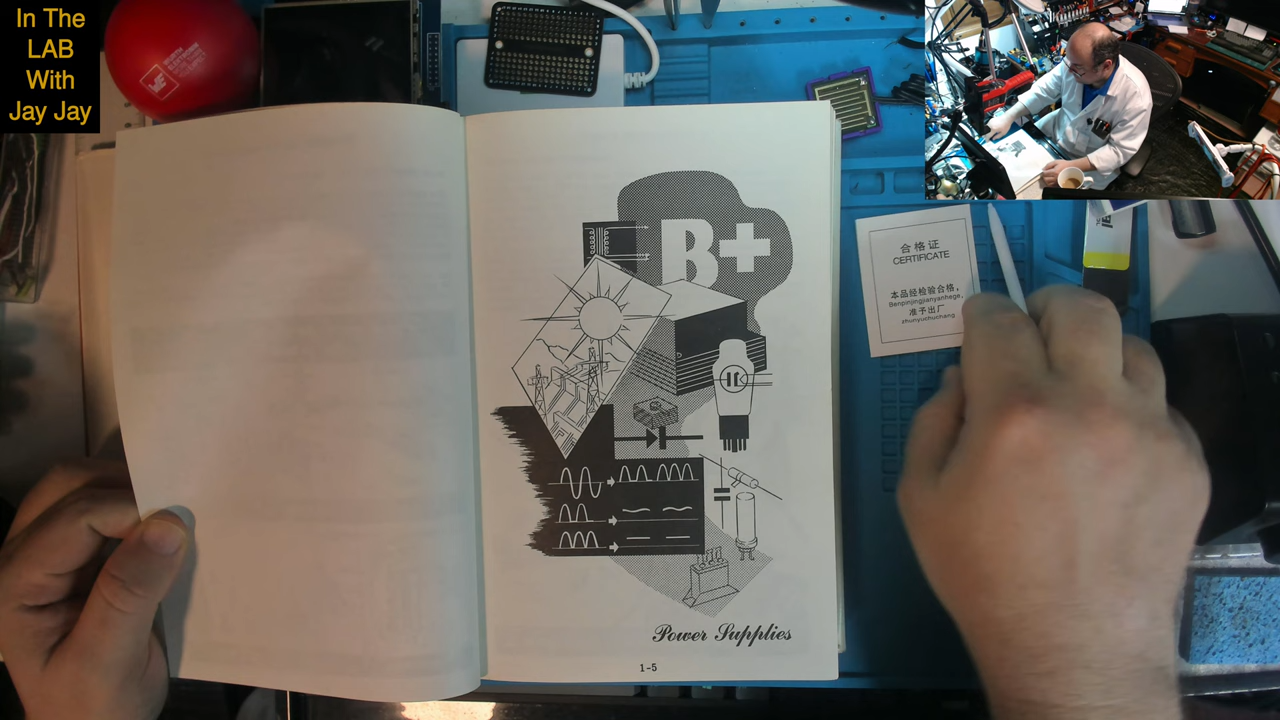 In The
LAB
With
Jay Jay
B+
合格证
CERTIFICATE
本品经检验合格，
Benpinjingjianyanhege,
准予出厂
zhunyuchuchang
Power Supplies
1-5